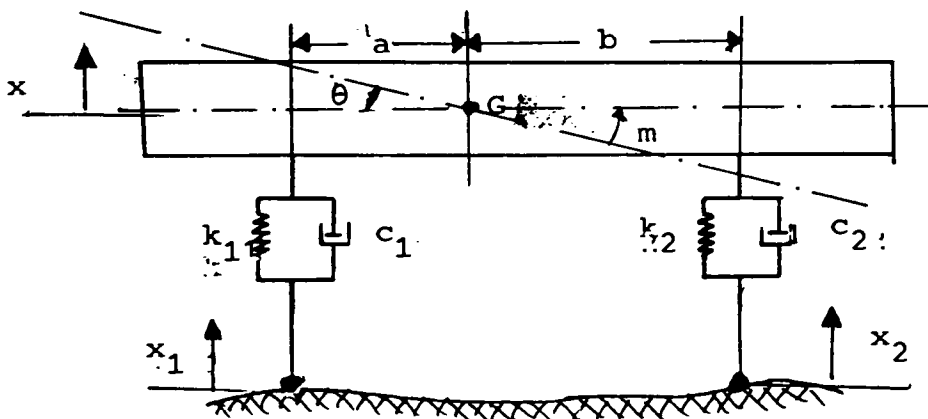 a b
x
θ G
m
k₁ c₁ k₂ c₂
x₁ x₂